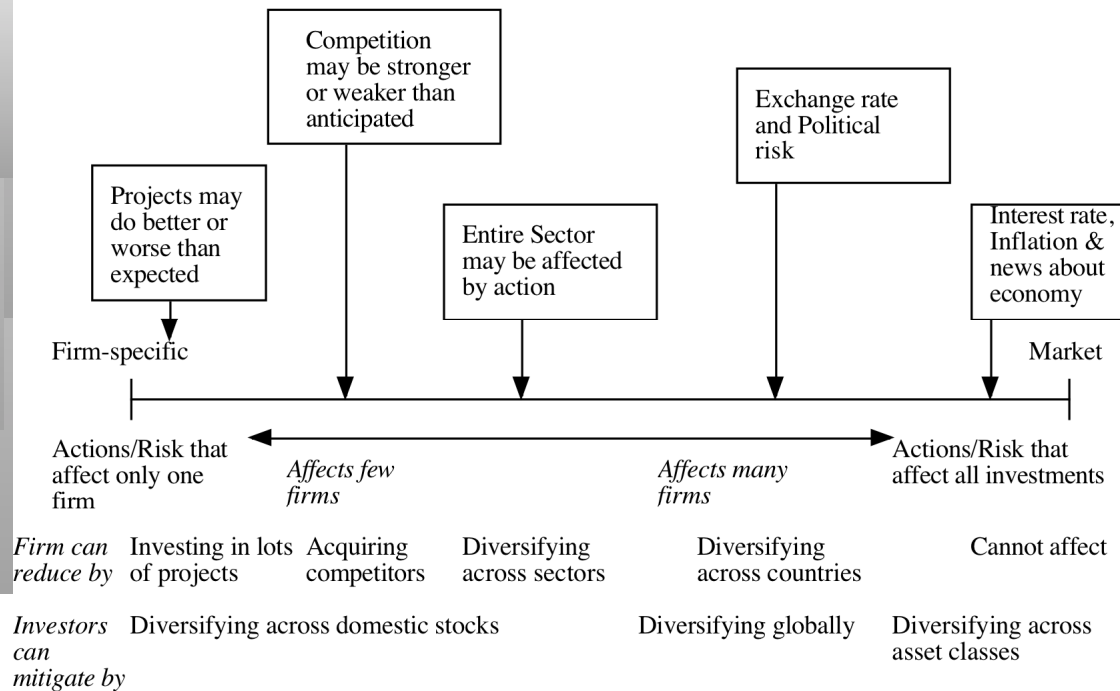 Competition
may be stronger
or weaker than
anticipated
Exchange rate
and Political
risk
Projects may
do better or
worse than
expected
Entire Sector
may be affected
by action
Interest rate,
Inflation &
news about
economy
Firm-specific
Market
Actions/Risk that
affect only one
firm
Affects few
firms
Affects many
firms
Actions/Risk that
affect all investments
Firm can
reduce by
Investing in lots
of projects
Acquiring
competitors
Diversifying
across sectors
Diversifying
across countries
Cannot affect
Investors
can
mitigate by
Diversifying across domestic stocks
Diversifying globally
Diversifying across
asset classes